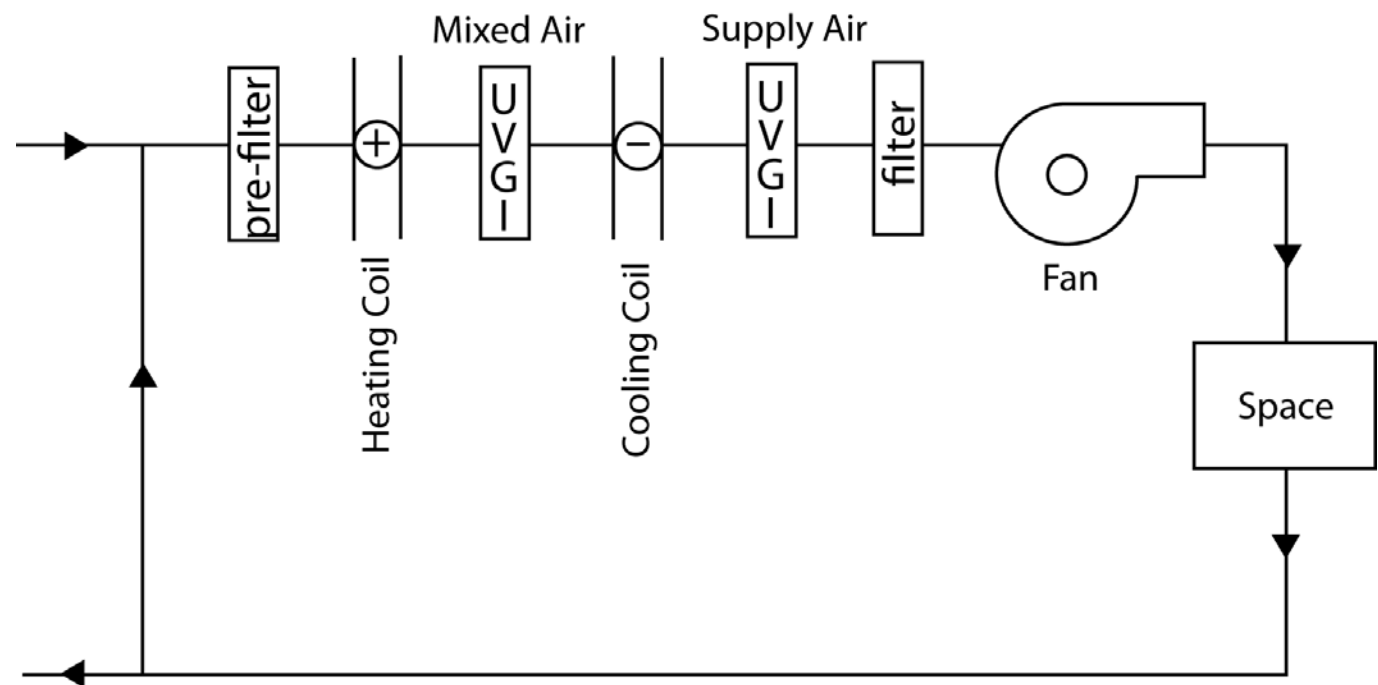 Mixed Air
Supply Air
pre-filter
+
UVGI
-
UVGI
filter
Fan
Heating Coil
Cooling Coil
Space